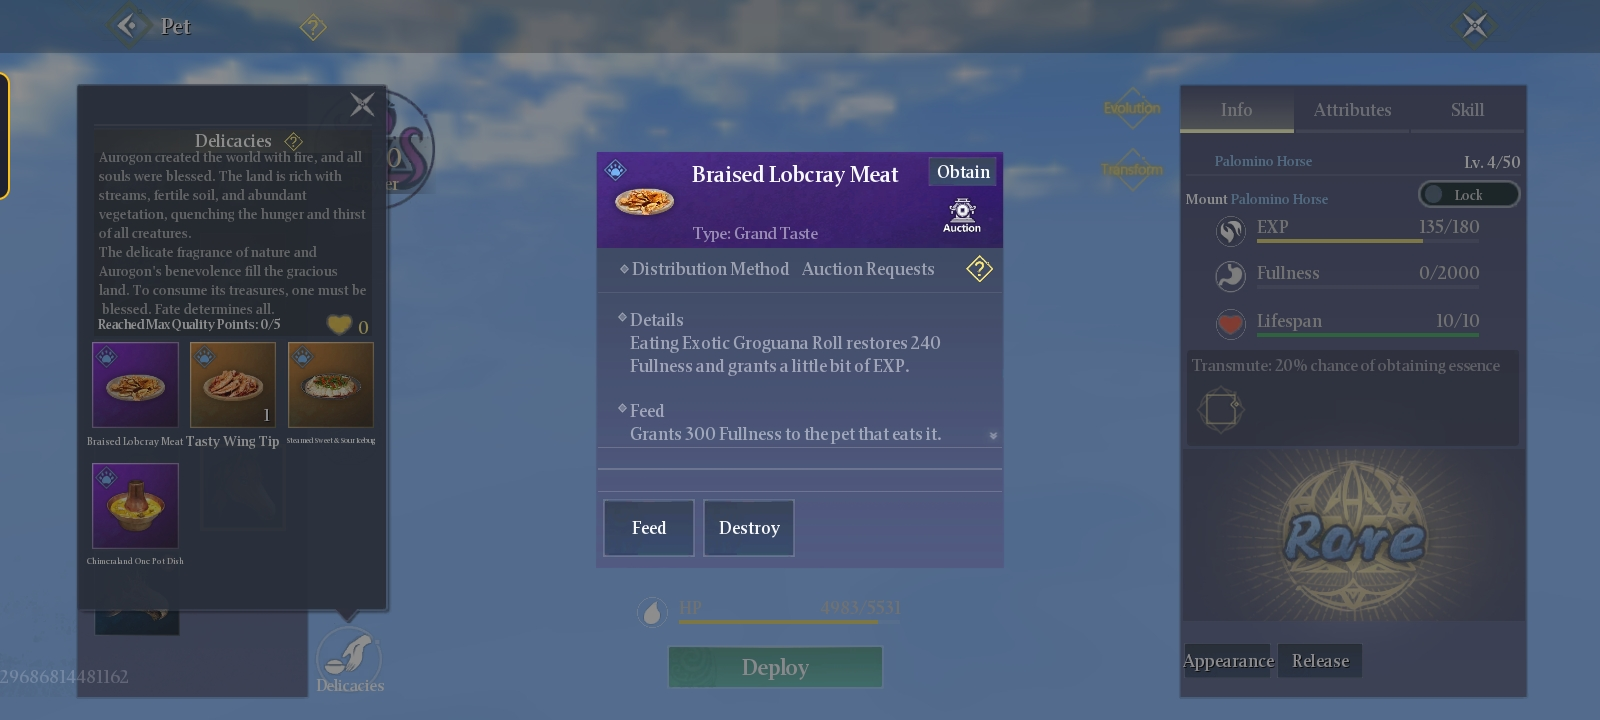 Pet
?
Delicacies
?
Aurogon created the world with fire, and all
souls were blessed. The land is rich with
streams, fertile soil, and abundant
vegetation, quenching the hunger and thirst
of all creatures.
The delicate fragrance of nature and
Aurogon's benevolence fill the gracious
land. To consume its treasures, one must be
blessed. Fate determines all.
Reached Max Quality Points: 0/5
0
1
Braised Lobcray Meat
Tasty Wing Tip
Steamed Sweet & Sour Icebug
Chimeraland One Pot Dish
29686814481162
Delicacies
Braised Lobcray Meat
Obtain
Type: Grand Taste
Auction
Distribution Method Auction Requests
?
Details
Eating Exotic Groguana Roll restores 240
Fullness and grants a little bit of EXP.
Feed
Grants 300 Fullness to the pet that eats it.
Feed
Destroy
HP 4983/5531
Deploy
Evolution
Transform
Info
Attributes
Skill
Palomino Horse
Lv. 4/50
Mount Palomino Horse
Lock
EXP 135/180
Fullness 0/2000
Lifespan 10/10
Transmute: 20% chance of obtaining essence
Rare
Appearance
Release